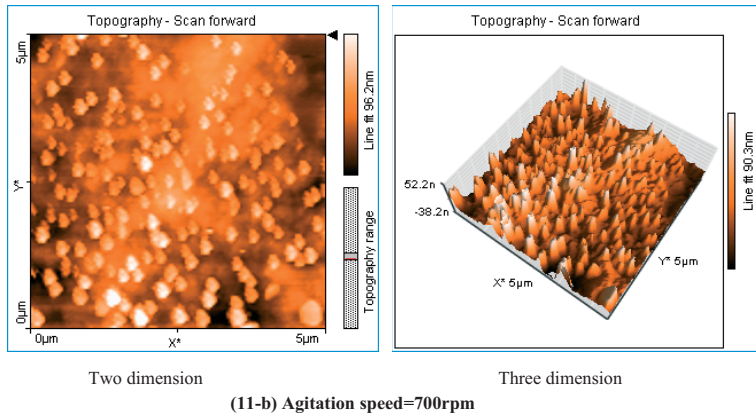 Topography - Scan forward
5µm
Y*
0µm
0µm
X*
5µm
Line fit 96.2nm
Topography range
Topography - Scan forward
52.2n
-38.2n
X* 5µm
Y* 5µm
Line fit 90.3nm
Two dimension
Three dimension
(11-b) Agitation speed=700rpm